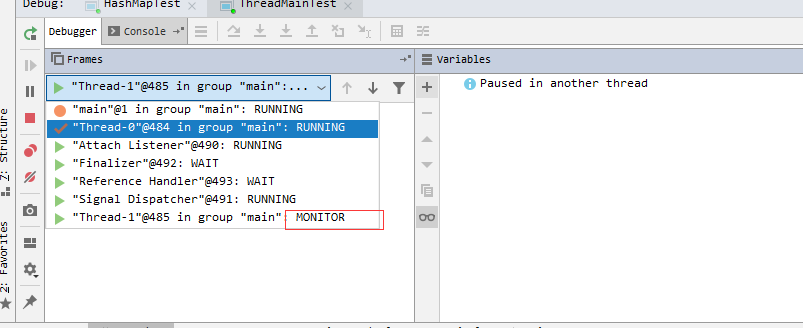 Debug: HashMapTest ThreadMainTest
Debugger Console
Frames
Variables
"Thread-1"@485 in group "main":...
Paused in another thread
"main"@1 in group "main": RUNNING
"Thread-0"@484 in group "main": RUNNING
"Attach Listener"@490: RUNNING
"Finalizer"@492: WAIT
"Reference Handler"@493: WAIT
"Signal Dispatcher"@491: RUNNING
"Thread-1"@485 in group "main": MONITOR
Z: Structure
2: Favorites